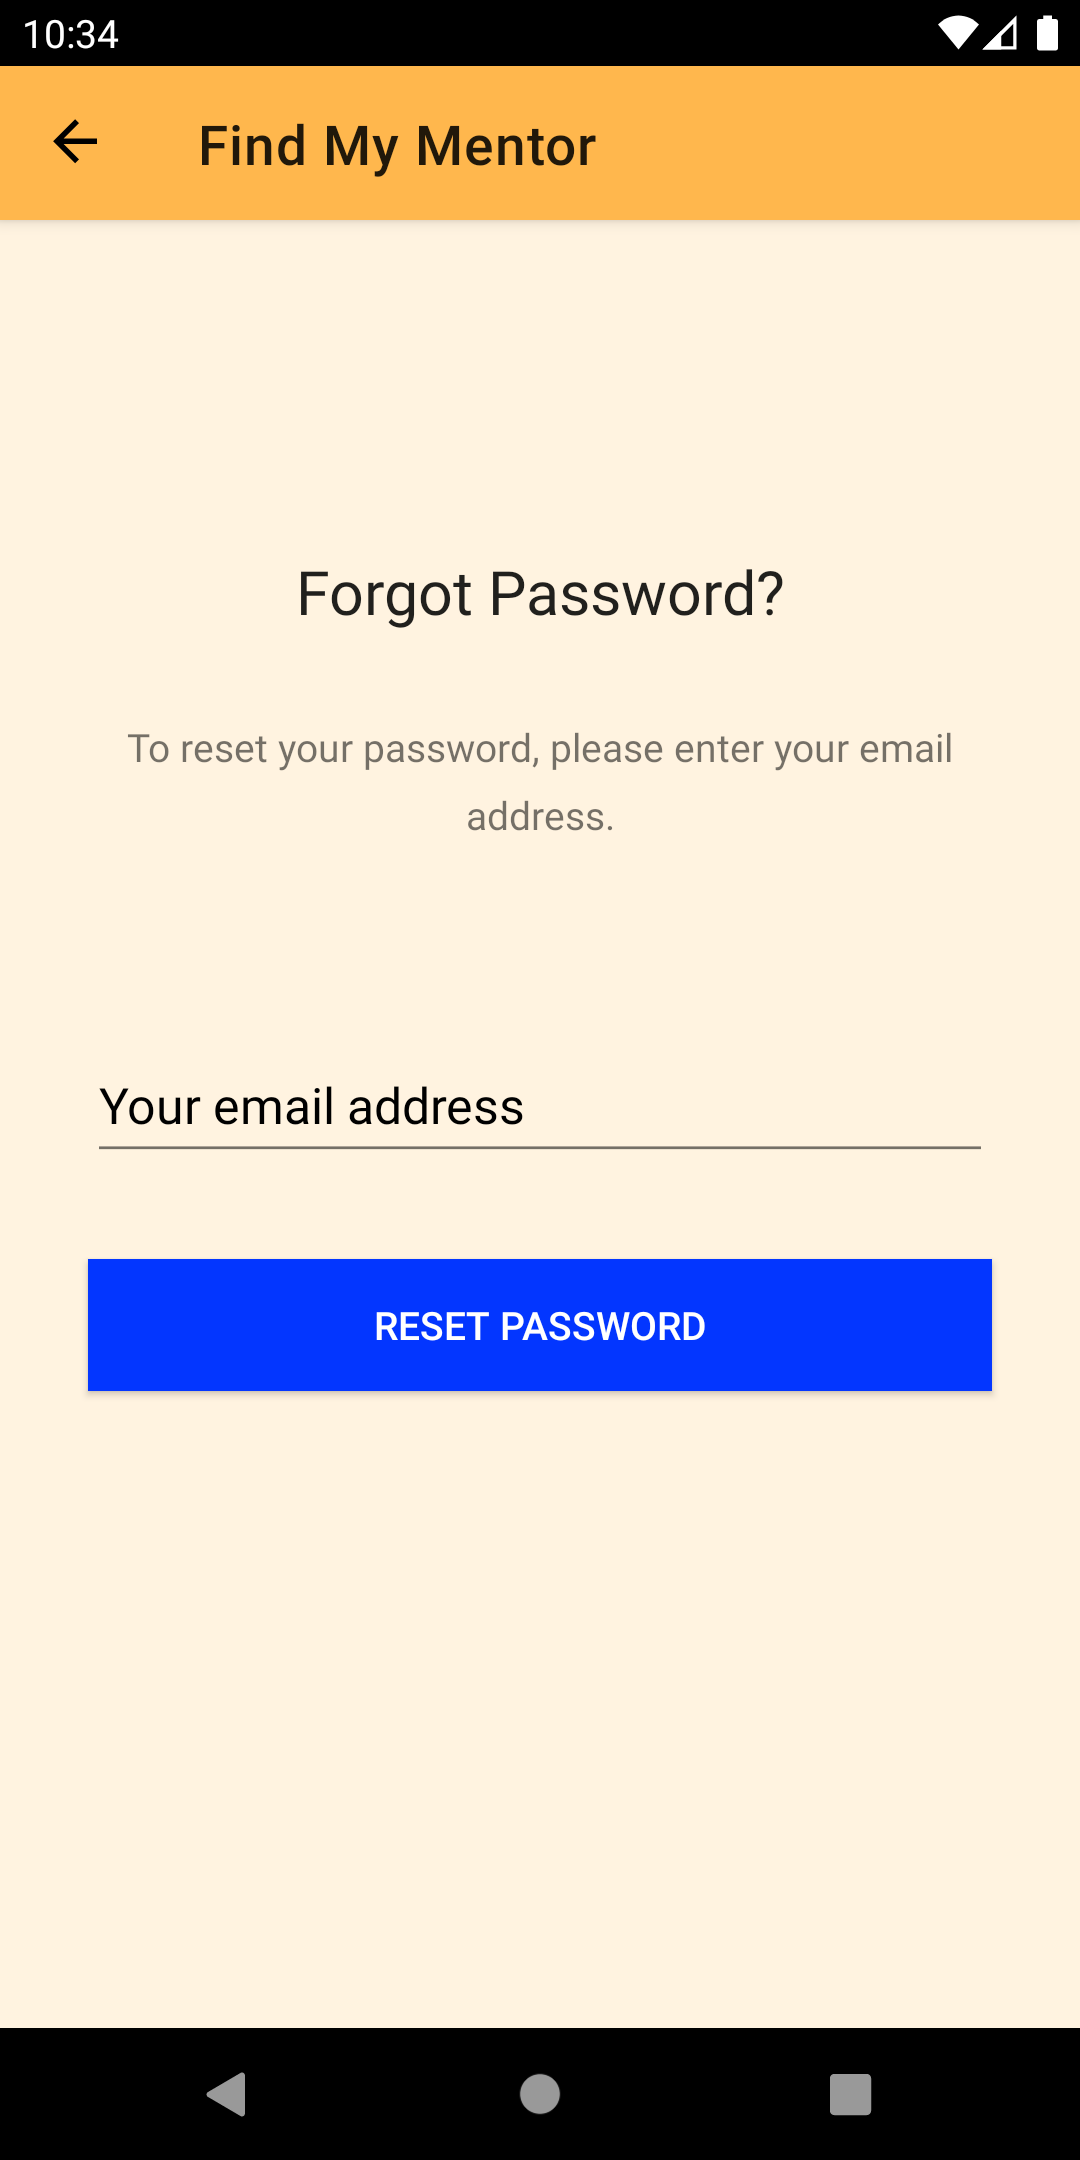 10:34
Find My Mentor
Forgot Password?
To reset your password, please enter your email
address.
Your email address
RESET PASSWORD